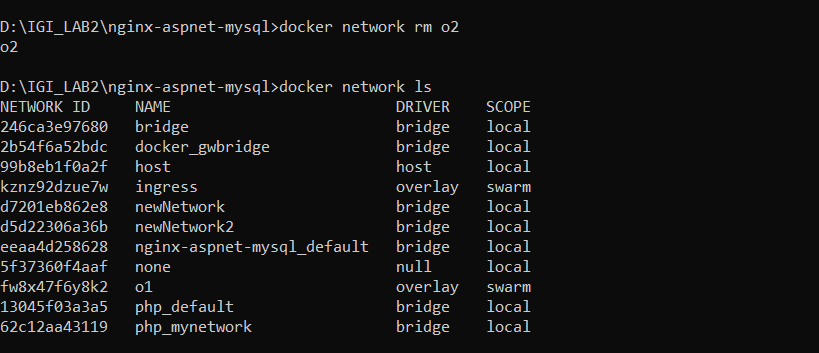 D:\IGI_LAB2\nginx-aspnet-mysql>docker network rm o2
o2
D:\IGI_LAB2\nginx-aspnet-mysql>docker network ls
NETWORK ID     NAME                         DRIVER    SCOPE
246ca3e97680   bridge                       bridge    local
2b54f6a52bdc   docker_gwbridge              bridge    local
99b8eb1f0a2f   host                         host      local
kznz92dzue7w   ingress                      overlay   swarm
d7201eb862e8   newNetwork                   bridge    local
d5d22306a36b   newNetwork2                  bridge    local
eeaa4d258628   nginx-aspnet-mysql_default   bridge    local
5f37360f4aaf   none                         null      local
fw8x47f6y8k2   o1                           overlay   swarm
13045f03a3a5   php_default                  bridge    local
62c12aa43119   php_mynetwork                bridge    local